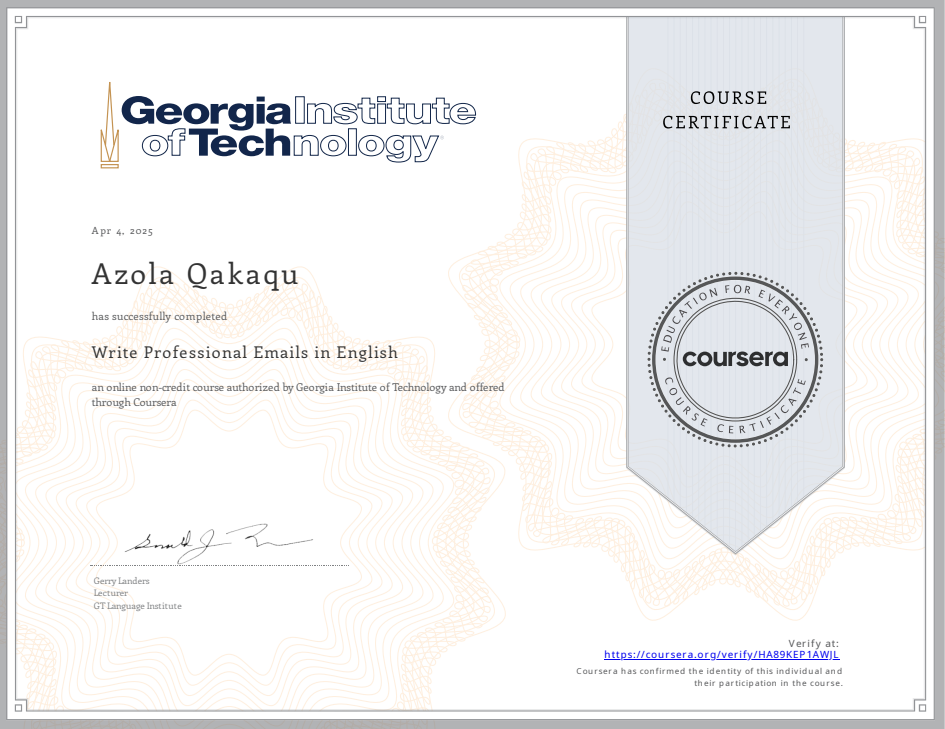 Georgia Institute
of Technology
COURSE
CERTIFICATE
Apr 4, 2025
Azola Qakaqu
has successfully completed
Write Professional Emails in English
an online non-credit course authorized by Georgia Institute of Technology and offered
through Coursera
EDUCATION FOR EVERYONE
coursera
COURSE CERTIFICATE
Gerry Landers
Lecturer
GT Language Institute
Verify at:
https://coursera.org/verify/HA89KEP1AWJL
Coursera has confirmed the identity of this individual and
their participation in the course.